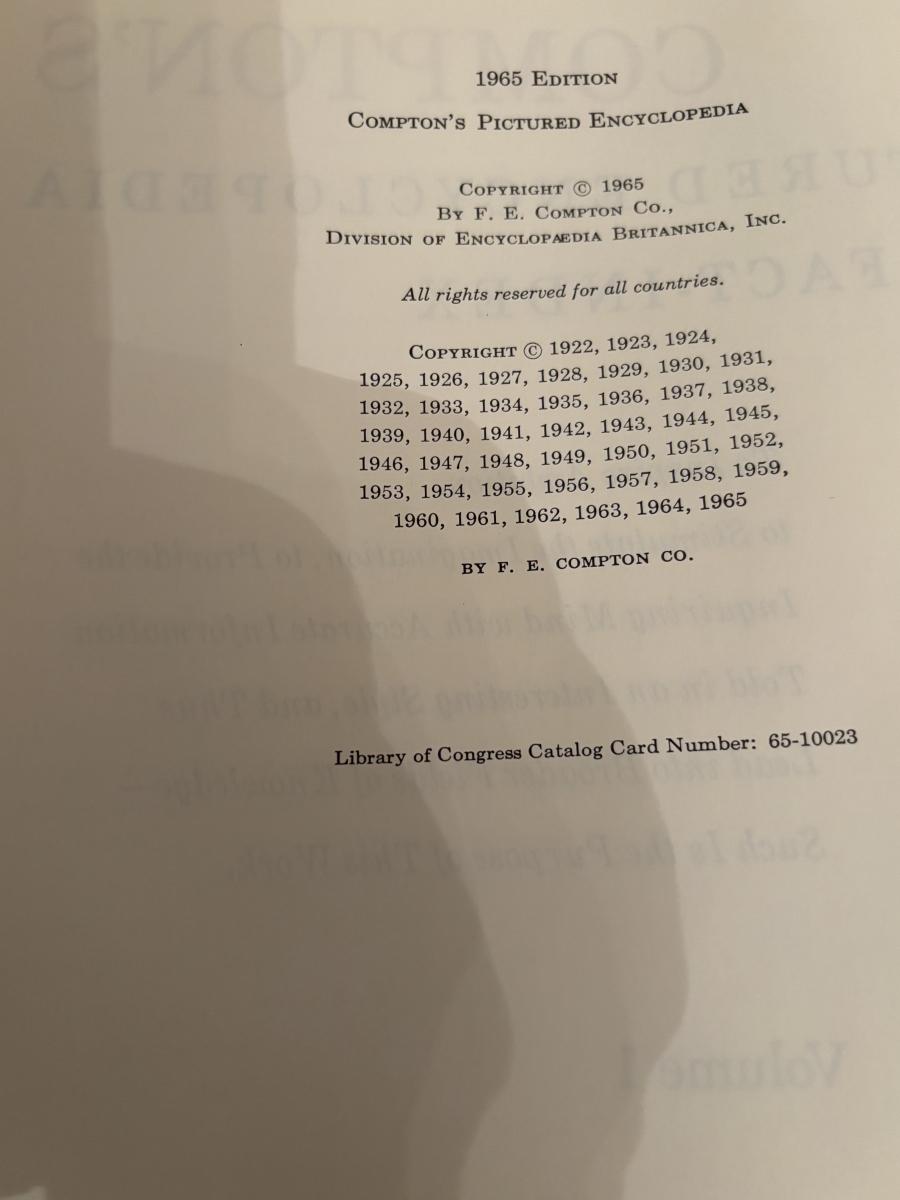 1965 EDITION
COMPTON'S PICTURED ENCYCLOPEDIA
COPYRIGHT © 1965
BY F. E. COMPTON CO.,
DIVISION OF ENCYCLOPÆDIA BRITANNICA, INC.
All rights reserved for all countries.
COPYRIGHT © 1922, 1923, 1924,
1925, 1926, 1927, 1928, 1929, 1930, 1931,
1932, 1933, 1934, 1935, 1936, 1937, 1938,
1939, 1940, 1941, 1942, 1943, 1944, 1945,
1946, 1947, 1948, 1949, 1950, 1951, 1952,
1953, 1954, 1955, 1956, 1957, 1958, 1959,
1960, 1961, 1962, 1963, 1964, 1965
BY F. E. COMPTON CO.
Library of Congress Catalog Card Number: 65-10023